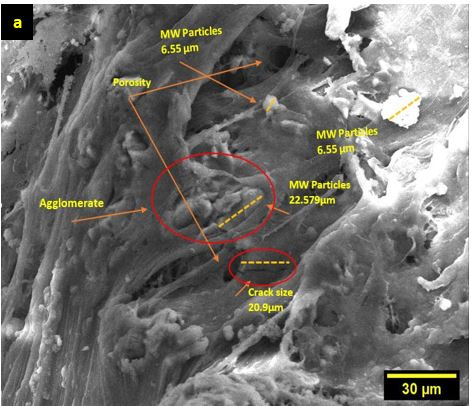 a
MW Particles
6.55 µm
Porosity
MW Particles
6.55 µm
MW Particles
22.579µm
Agglomerate
Crack size
20.9µm
30 µm